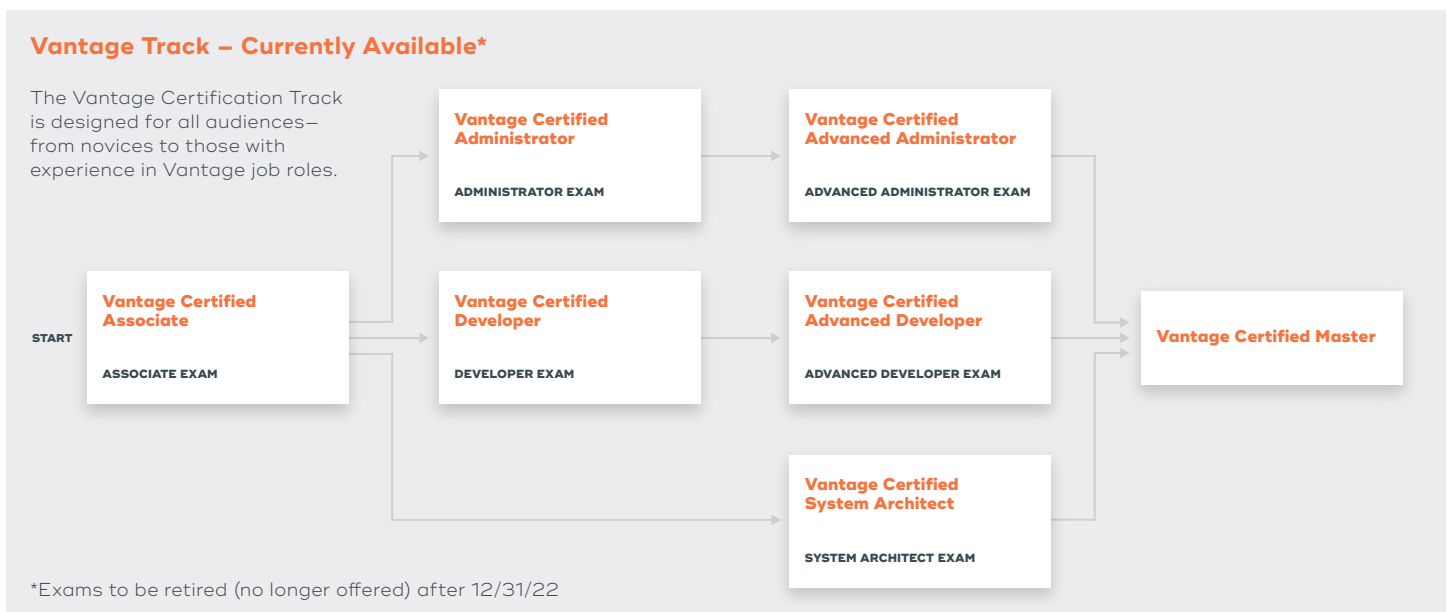 Vantage Track – Currently Available*
The Vantage Certification Track
is designed for all audiences—
from novices to those with
experience in Vantage job roles.
Vantage Certified
Administrator
ADMINISTRATOR EXAM
Vantage Certified
Advanced Administrator
ADVANCED ADMINISTRATOR EXAM
START
Vantage Certified
Associate
ASSOCIATE EXAM
Vantage Certified
Developer
DEVELOPER EXAM
Vantage Certified
Advanced Developer
ADVANCED DEVELOPER EXAM
Vantage Certified Master
Vantage Certified
System Architect
SYSTEM ARCHITECT EXAM
*Exams to be retired (no longer offered) after 12/31/22